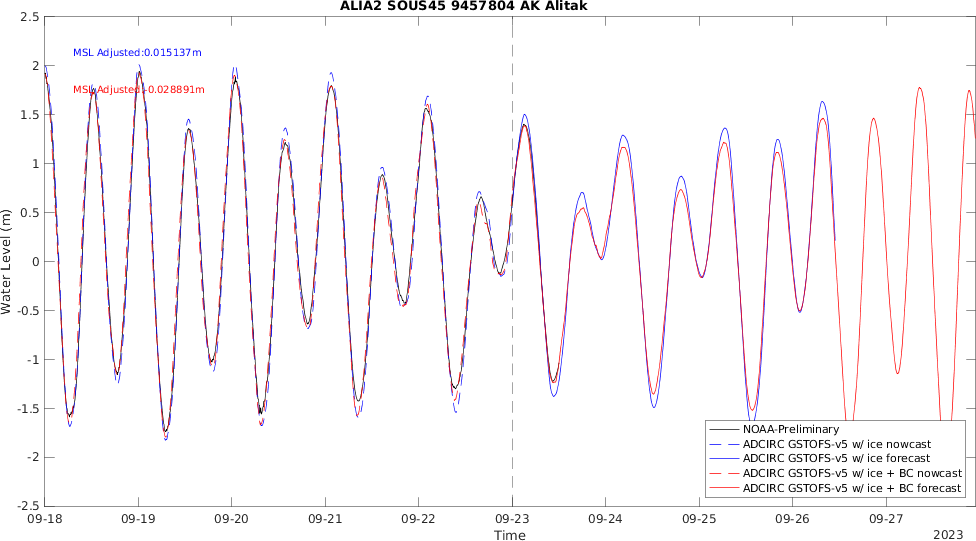 ALIA2 SOUS45 9457804 AK Alitak
2.5
2
1.5
1
0.5
0
-0.5
-1
-1.5
-2
-2.5
Water Level (m)
MSL Adjusted:0.015137m
MSL Adjusted:-0.028891m
NOAA-Preliminary
ADCIRC GSTOFS-v5 w/ ice nowcast
ADCIRC GSTOFS-v5 w/ ice forecast
ADCIRC GSTOFS-v5 w/ ice + BC nowcast
ADCIRC GSTOFS-v5 w/ ice + BC forecast
09-18 09-19 09-20 09-21 09-22 09-23 09-24 09-25 09-26 09-27
Time
2023